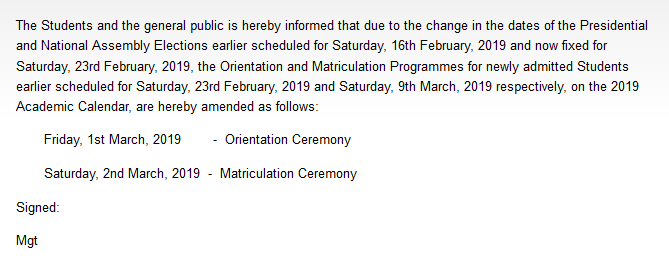 The Students and the general public is hereby informed that due to the change in the dates of the Presidential
and National Assembly Elections earlier scheduled for Saturday, 16th February, 2019 and now fixed for
Saturday, 23rd February, 2019, the Orientation and Matriculation Programmes for newly admitted Students
earlier scheduled for Saturday, 23rd February, 2019 and Saturday, 9th March, 2019 respectively, on the 2019
Academic Calendar, are hereby amended as follows:
Friday, 1st March, 2019 - Orientation Ceremony
Saturday, 2nd March, 2019 - Matriculation Ceremony
Signed:
Mgt